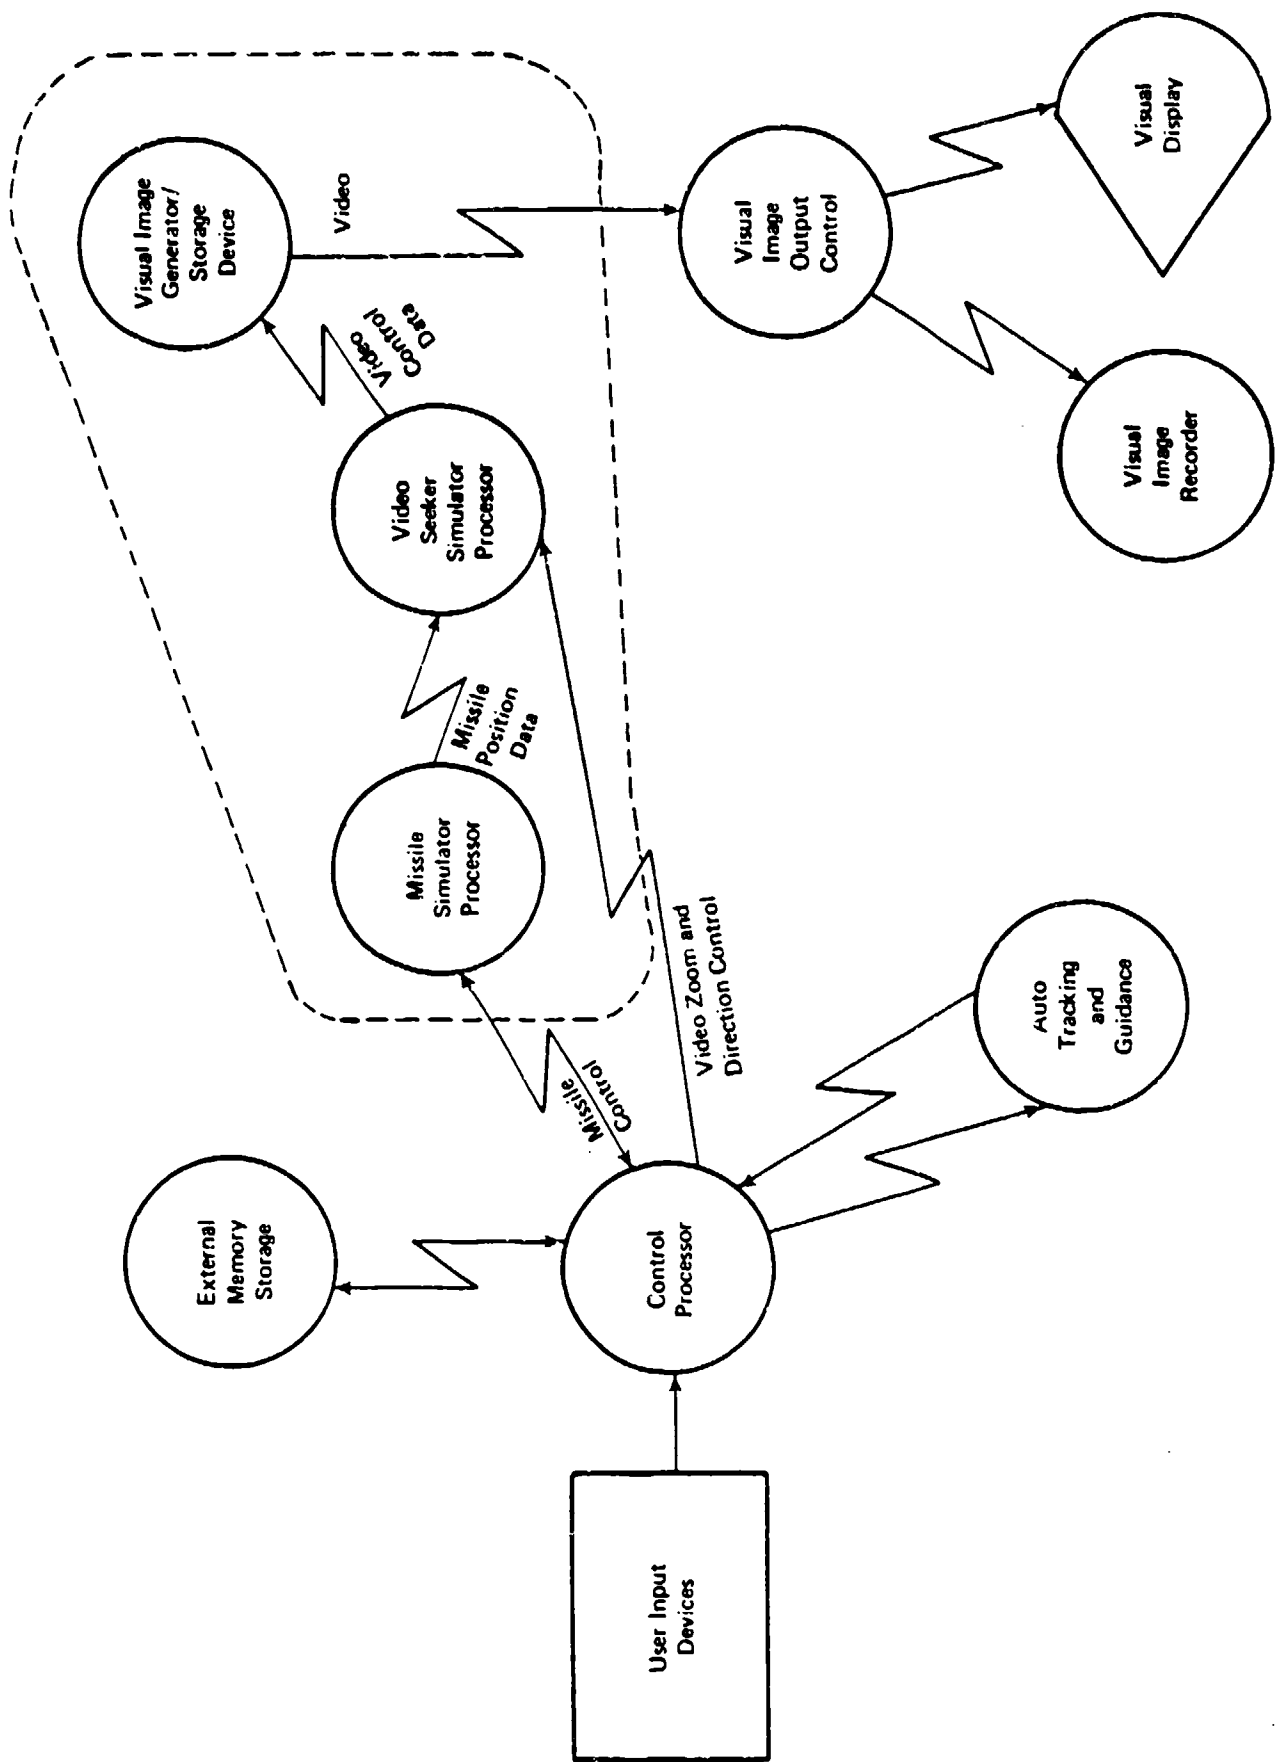 Visual Image
Generator/
Storage
Device
Video
Video
Control
Data
Video
Seeker
Simulator
Processor
Missile
Position
Data
Missile
Simulator
Processor
Missile
Control
Video Zoom and
Direction Control
External
Memory
Storage
Control
Processor
User Input
Devices
Auto
Tracking
and
Guidance
Visual
Image
Output
Control
Visual
Display
Visual
Image
Recorder